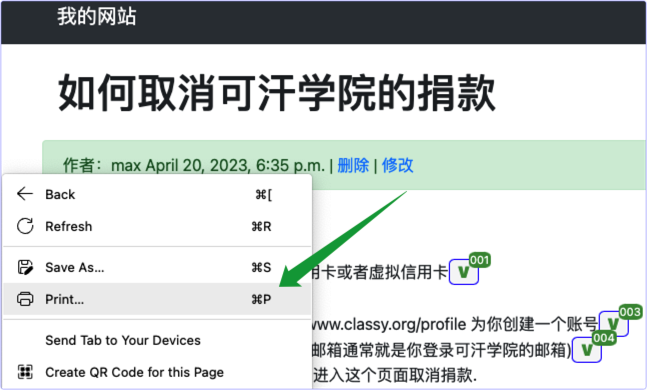 我的网站
如何取消可汗学院的捐款
作者：max April 20, 2023, 6:35 p.m. | 删除 | 修改
Back ⌘[
Refresh ⌘R
Save As... ⌘S
用卡或者虚拟信用卡 V 001
Print... ⌘P
www.classy.org/profile 为你创建一个账号 V 003
Send Tab to Your Devices
邮箱通常就是你登录可汗学院的邮箱) V 004
Create QR Code for this Page
进入这个页面取消捐款.